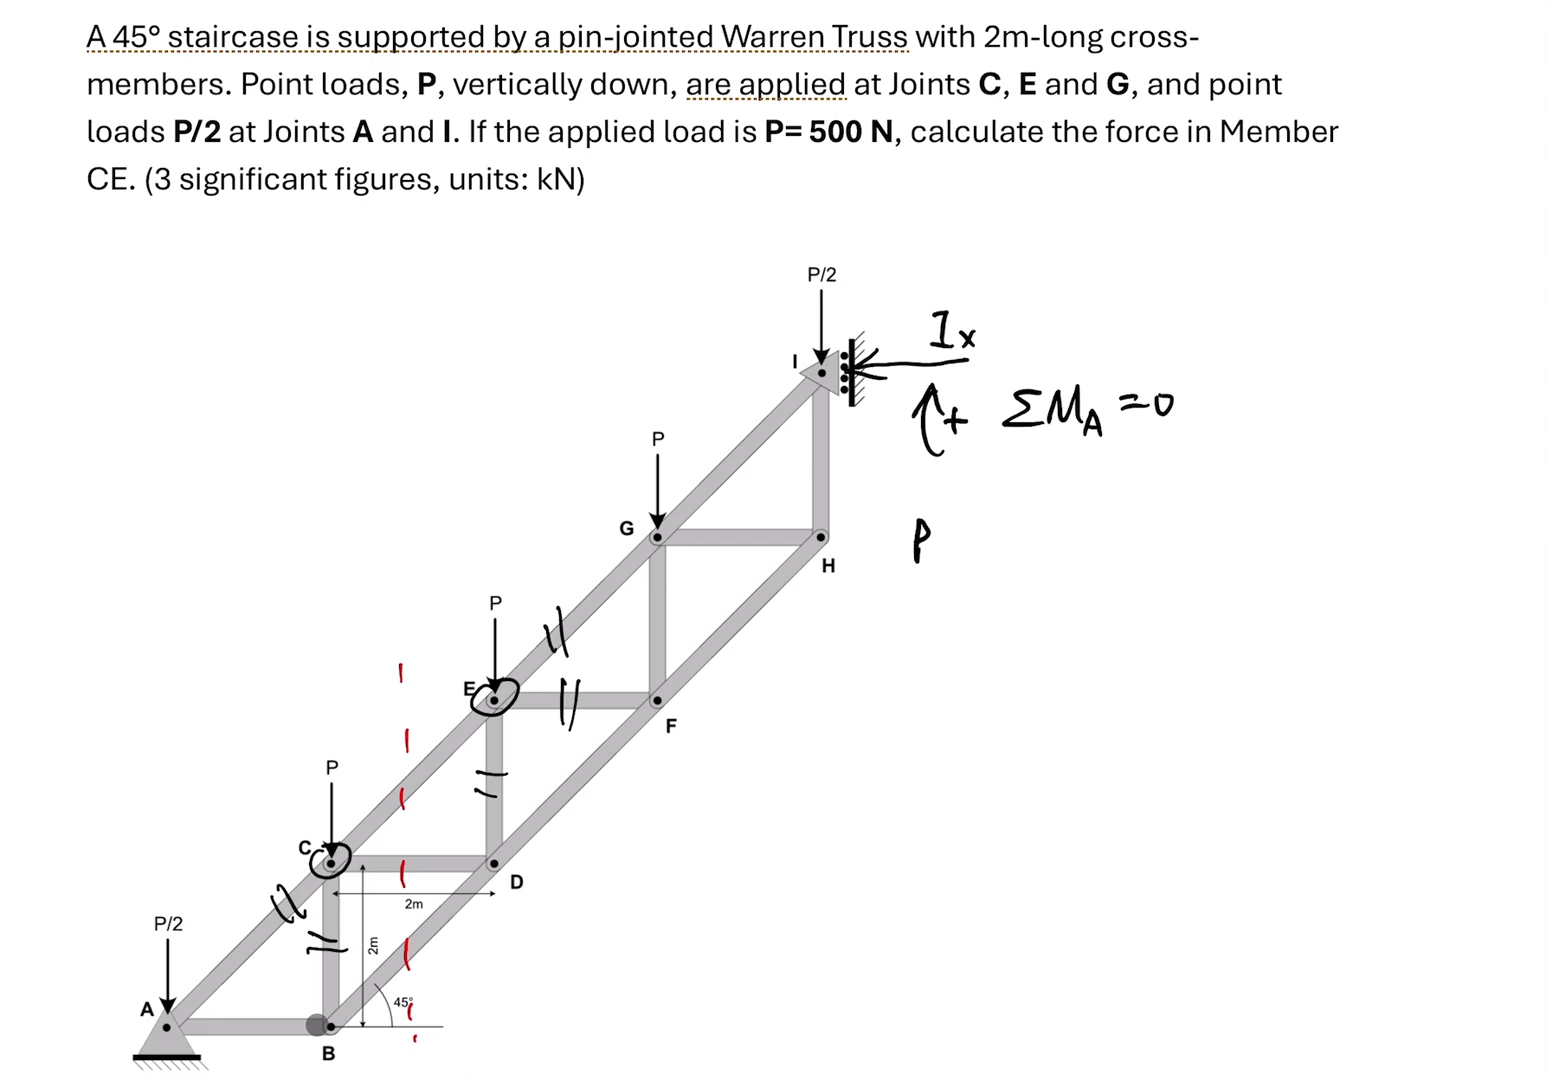 A 45° staircase is supported by a pin-jointed Warren Truss with 2m-long cross-
members. Point loads, P, vertically down, are applied at Joints C, E and G, and point
loads P/2 at Joints A and I. If the applied load is P= 500 N, calculate the force in Member
CE. (3 significant figures, units: kN)
P/2
Ix
I
+ ΣMA =0
P
G
P
H
P
E
F
P
C
D
2m
2m
P/2
A
45°
B